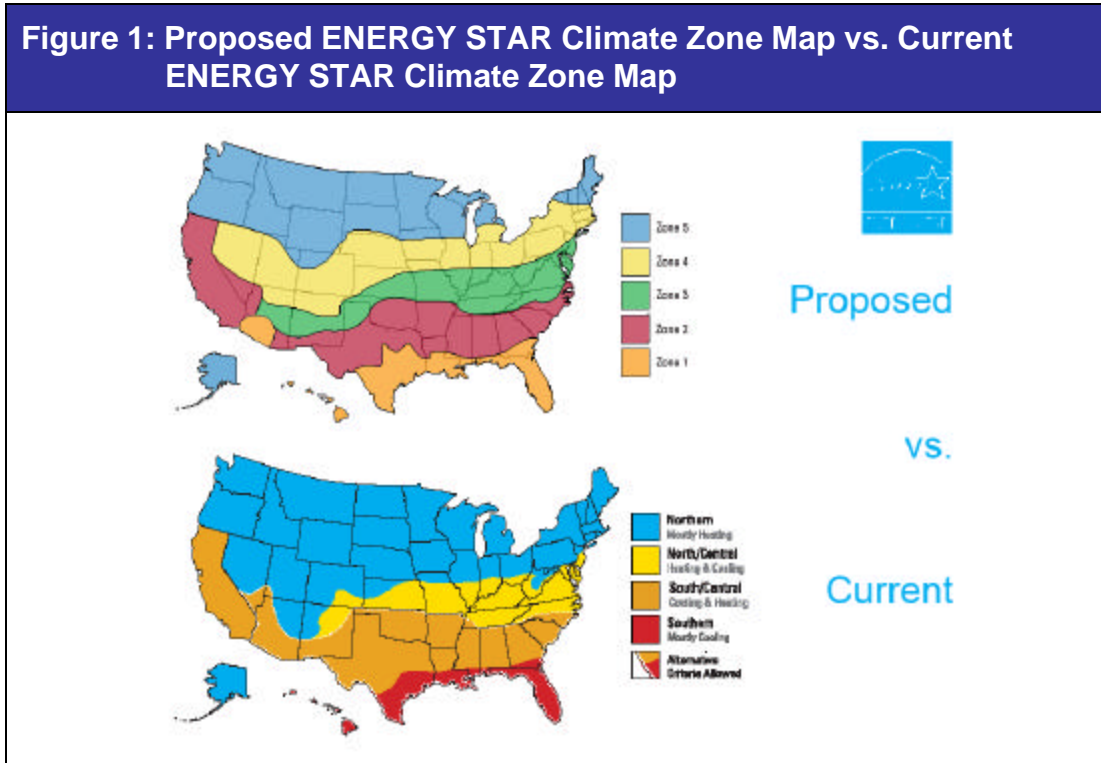 Figure 1: Proposed ENERGY STAR Climate Zone Map vs. Current
ENERGY STAR Climate Zone Map
Zone 5
Zone 4
Zone 3
Zone 2
Zone 1
Proposed
vs.
Northern
Mostly Heating
North/Central
Heating & Cooling
South/Central
Cooling & Heating
Southern
Mostly Cooling
Alternative
Criteria Allowed
Current